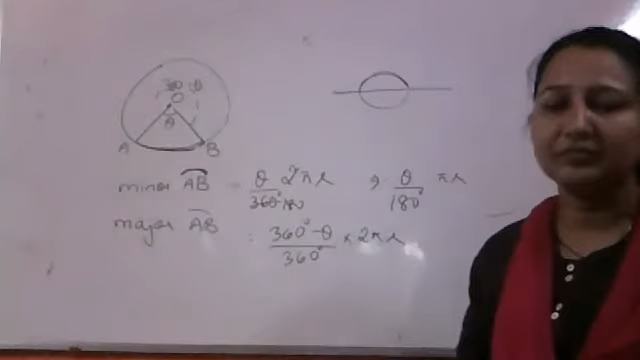 360 - θ
O
θ
A B
minor AB = θ/360° 2πr , θ/180° πr
major AB : 360° - θ/360° × 2πr